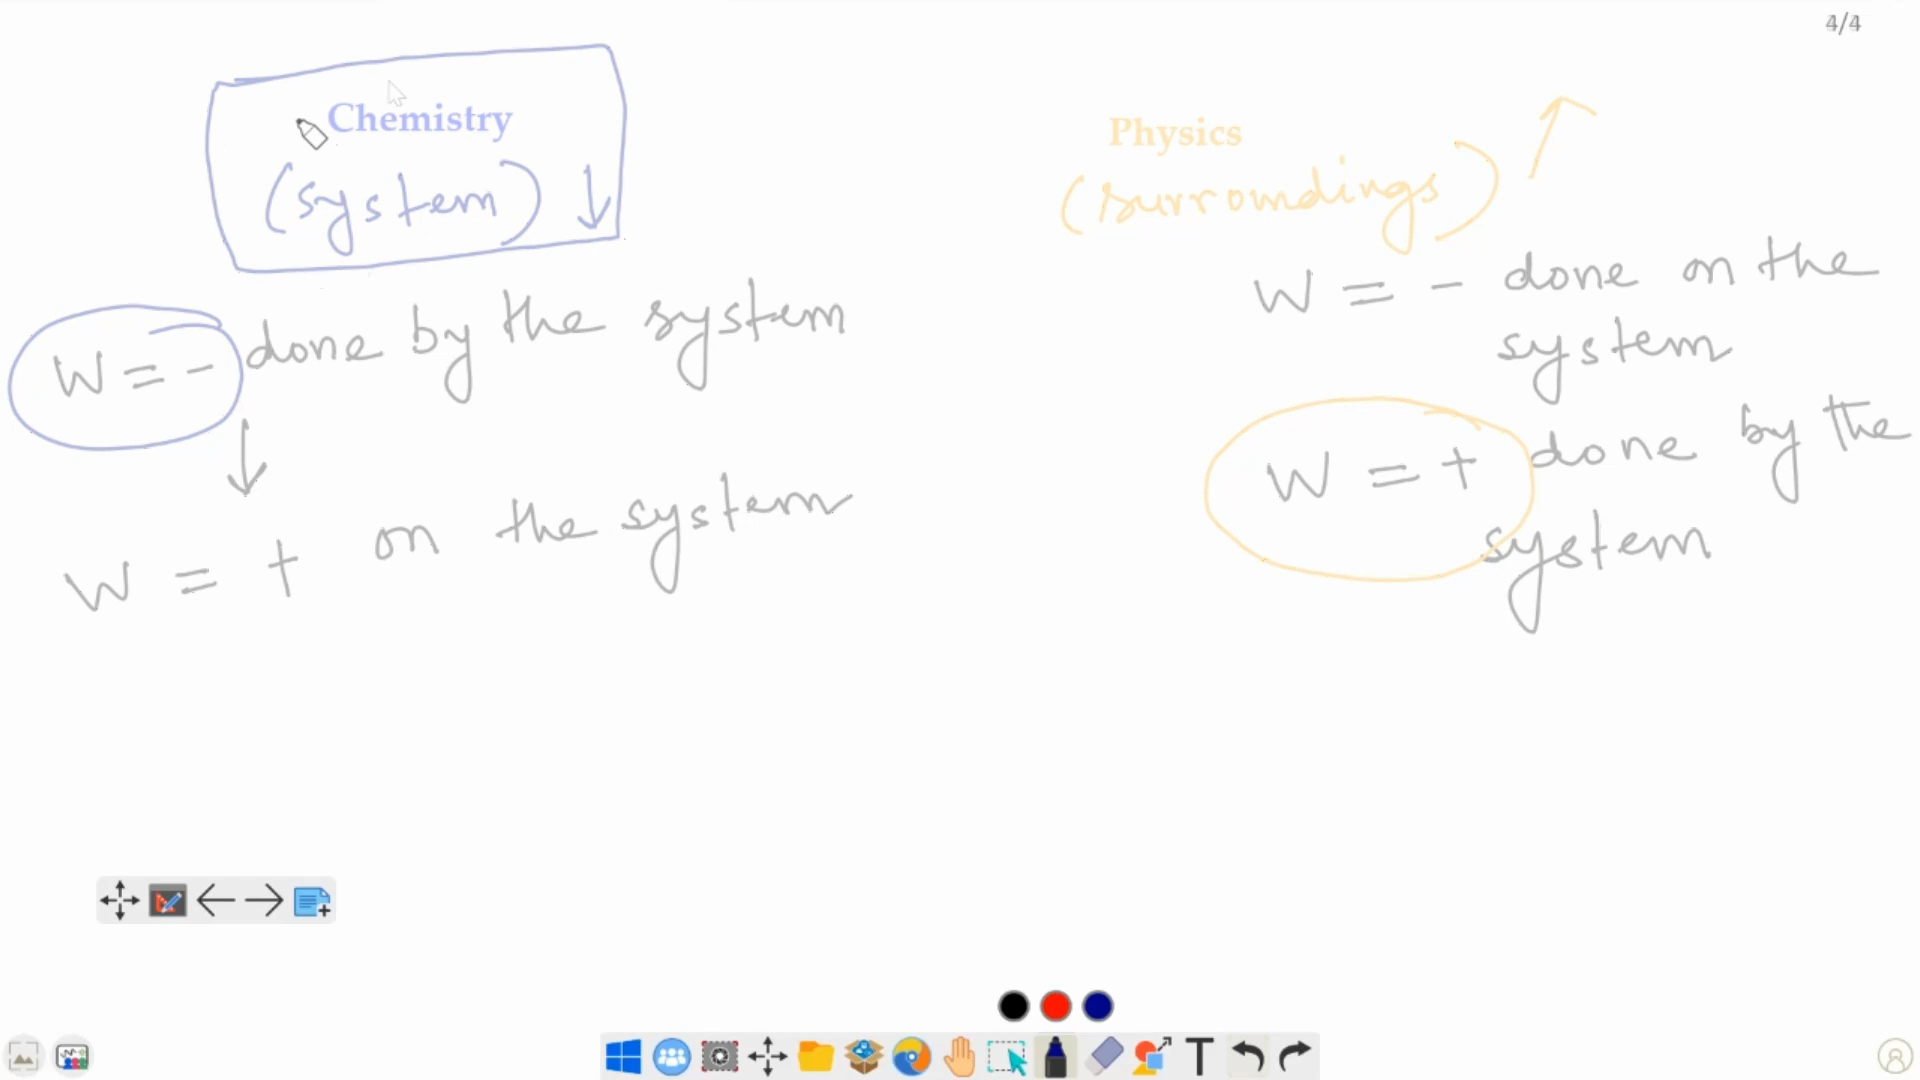 4/4
Chemistry
(system) ↓
W = - done by the system
↓
W = + on the system
Physics
(surroundings) ↑
W = - done on the
system
W = + done by the
system
T